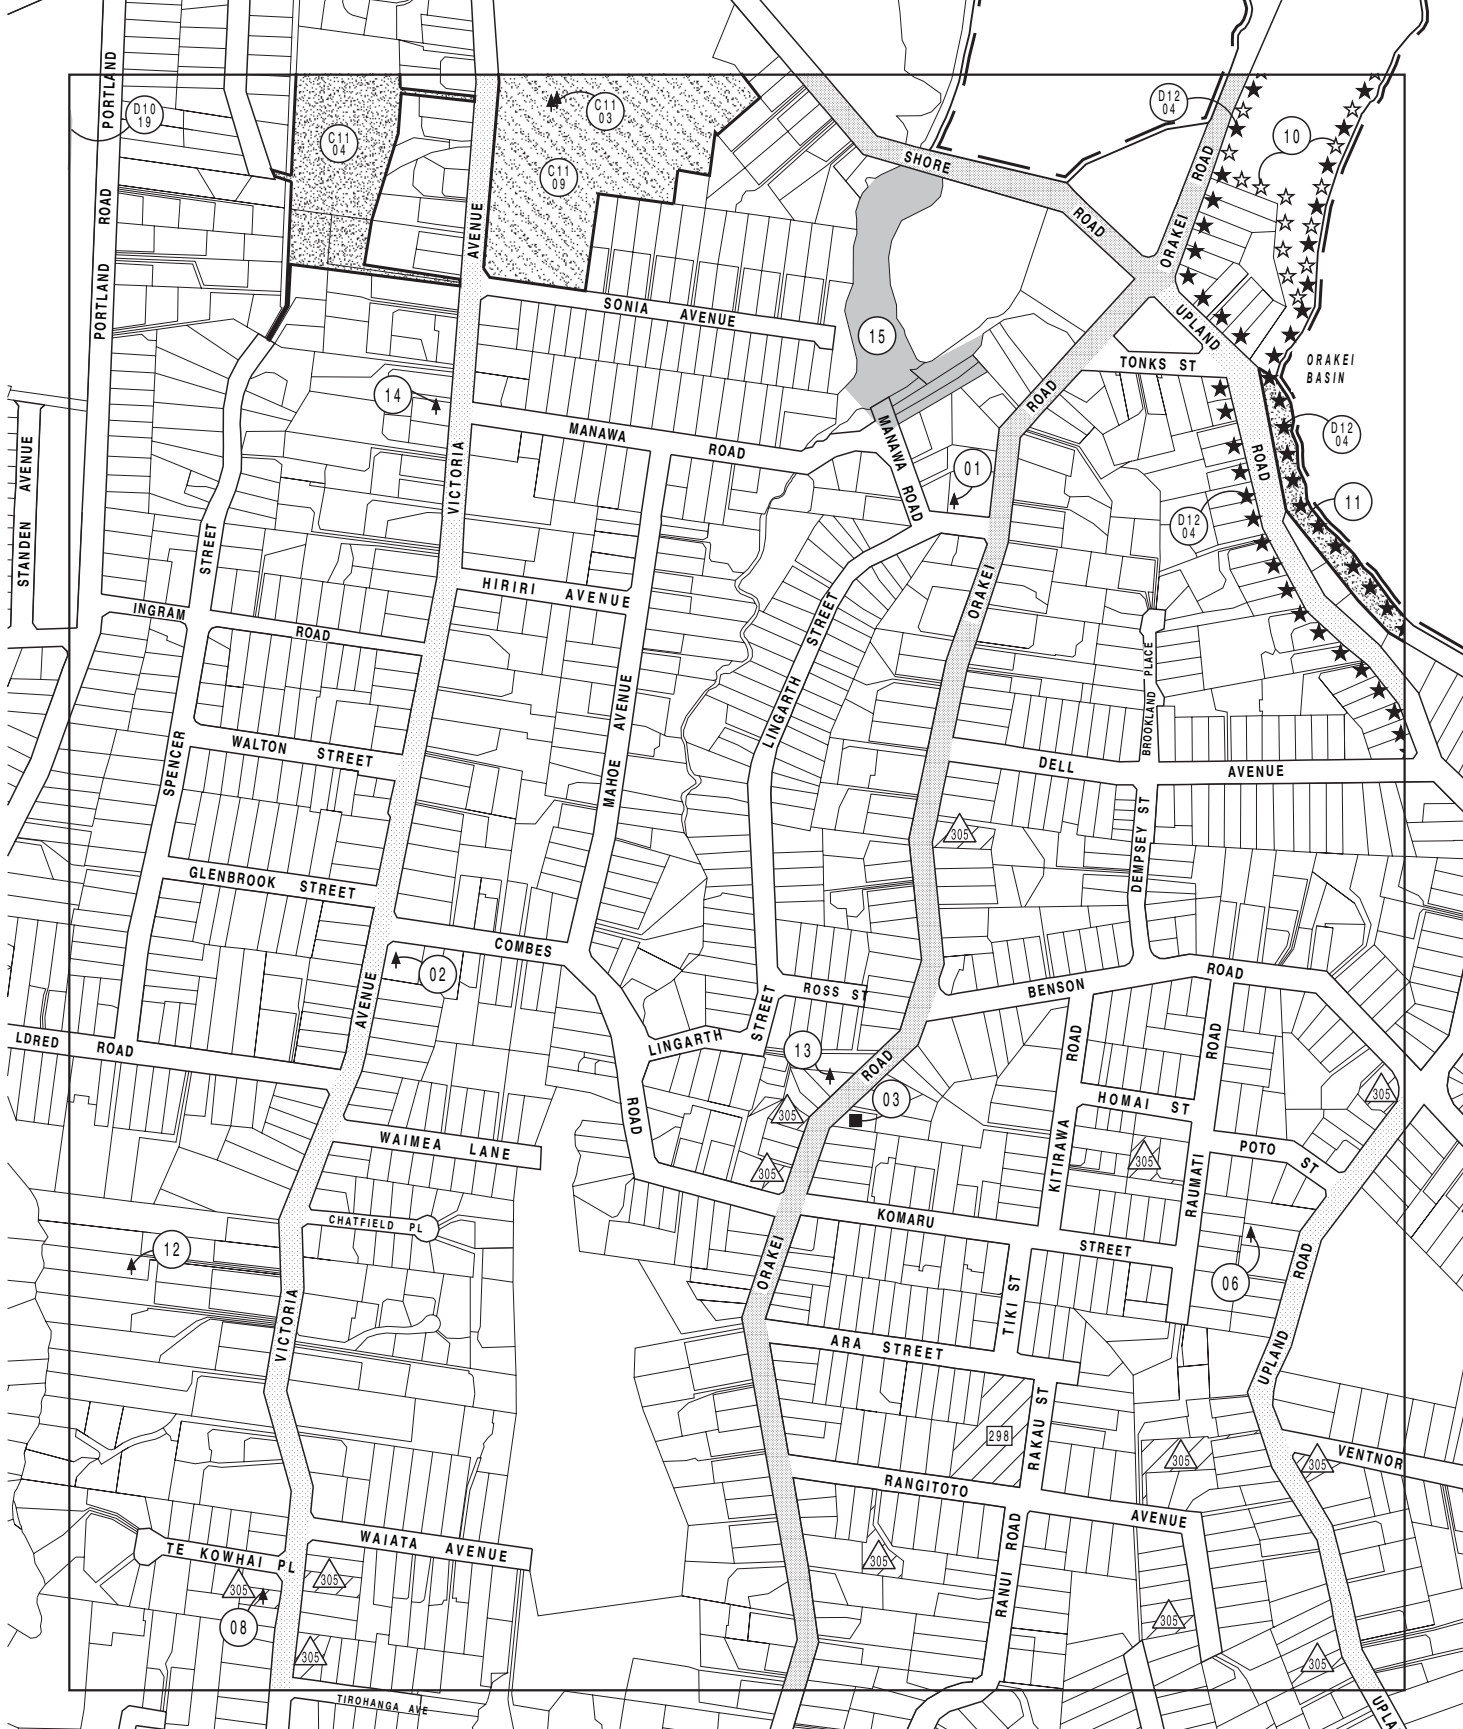 PORTLAND
D10
19
C11
04
C11
03
C11
09
SHORE
ROAD
D12
04
10
ROAD
ORAKEI
PORTLAND ROAD
AVENUE
SONIA AVENUE
15
UPLAND
TONKS ST
ORAKEI
BASIN
14
MANAWA ROAD
MANAWA ROAD
ROAD
D12
04
STANDEN AVENUE
VICTORIA
01
ROAD
11
D12
04
STREET
HIRIRI AVENUE
ORAKEI
INGRAM ROAD
LINGARTH STREET
BROOKLAND PLACE
SPENCER
WALTON STREET
MAHOE AVENUE
DELL AVENUE
305
DEMPSEY ST
GLENBROOK STREET
COMBES
02
AVENUE
ROSS ST
BENSON ROAD
LINGARTH STREET
LDRED ROAD
13
ROAD
03
ROAD
305
305
305
ROAD
ROAD
HOMAI ST
WAIMEA LANE
KITIRAWA
305
RAUMATI
POTO ST
CHATFIELD PL
KOMARU STREET
12
06
ROAD
ORAKEI
VICTORIA
TIKI ST
ARA STREET
UPLAND
298
RAKAU ST
305
305
VENTNOR
RANGITOTO AVENUE
TE KOWHAI PL
WAIATA AVENUE
RANUI ROAD
305
305
305
08
305
305
305
TIROHANGA AVE
UPLA